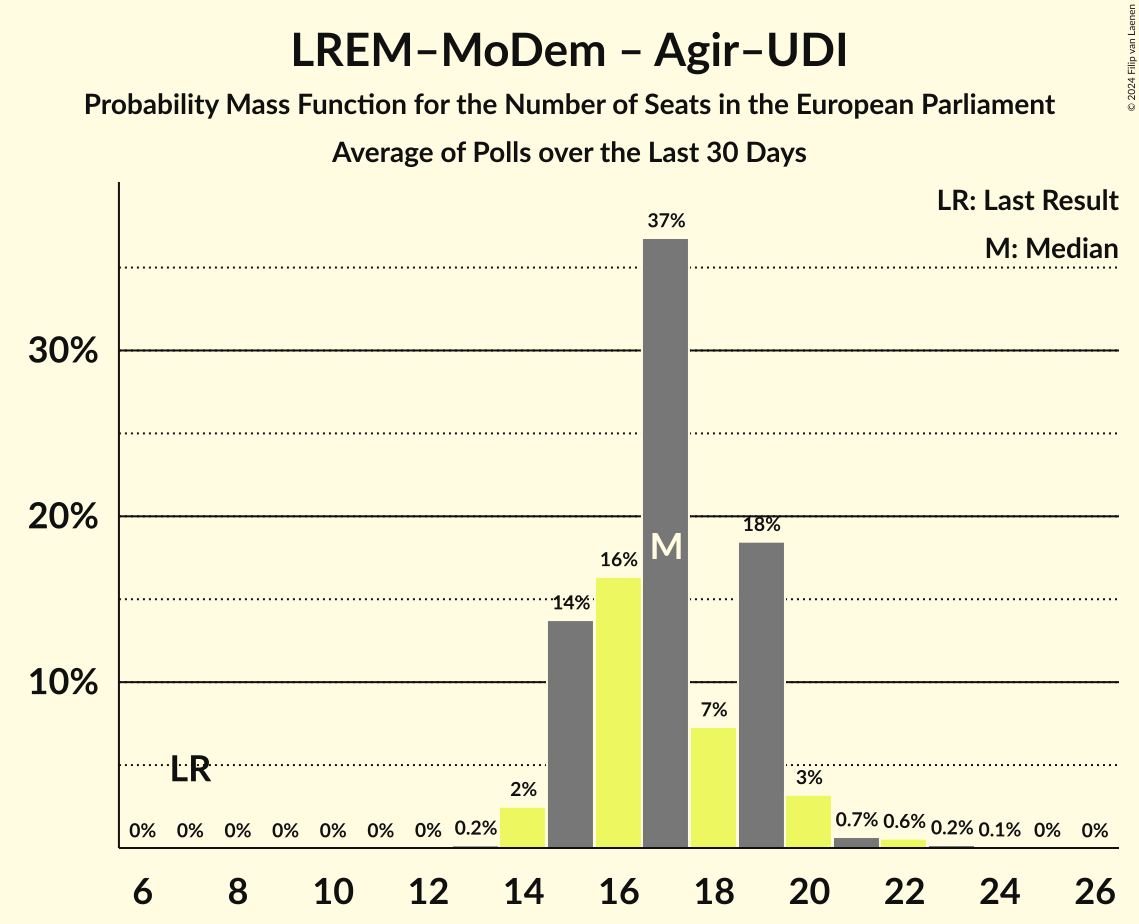 LREM–MoDem – Agir–UDI
Probability Mass Function for the Number of Seats in the European Parliament
Average of Polls over the Last 30 Days
© 2024 Filip van Laenen
LR: Last Result
M: Median
37%
30%
20%
18%
16%
M
14%
10%
7%
LR
3%
2%
0% 0% 0% 0% 0% 0% 0% 0.2% 0.7% 0.6% 0.2% 0.1% 0% 0%
6 8 10 12 14 16 18 20 22 24 26